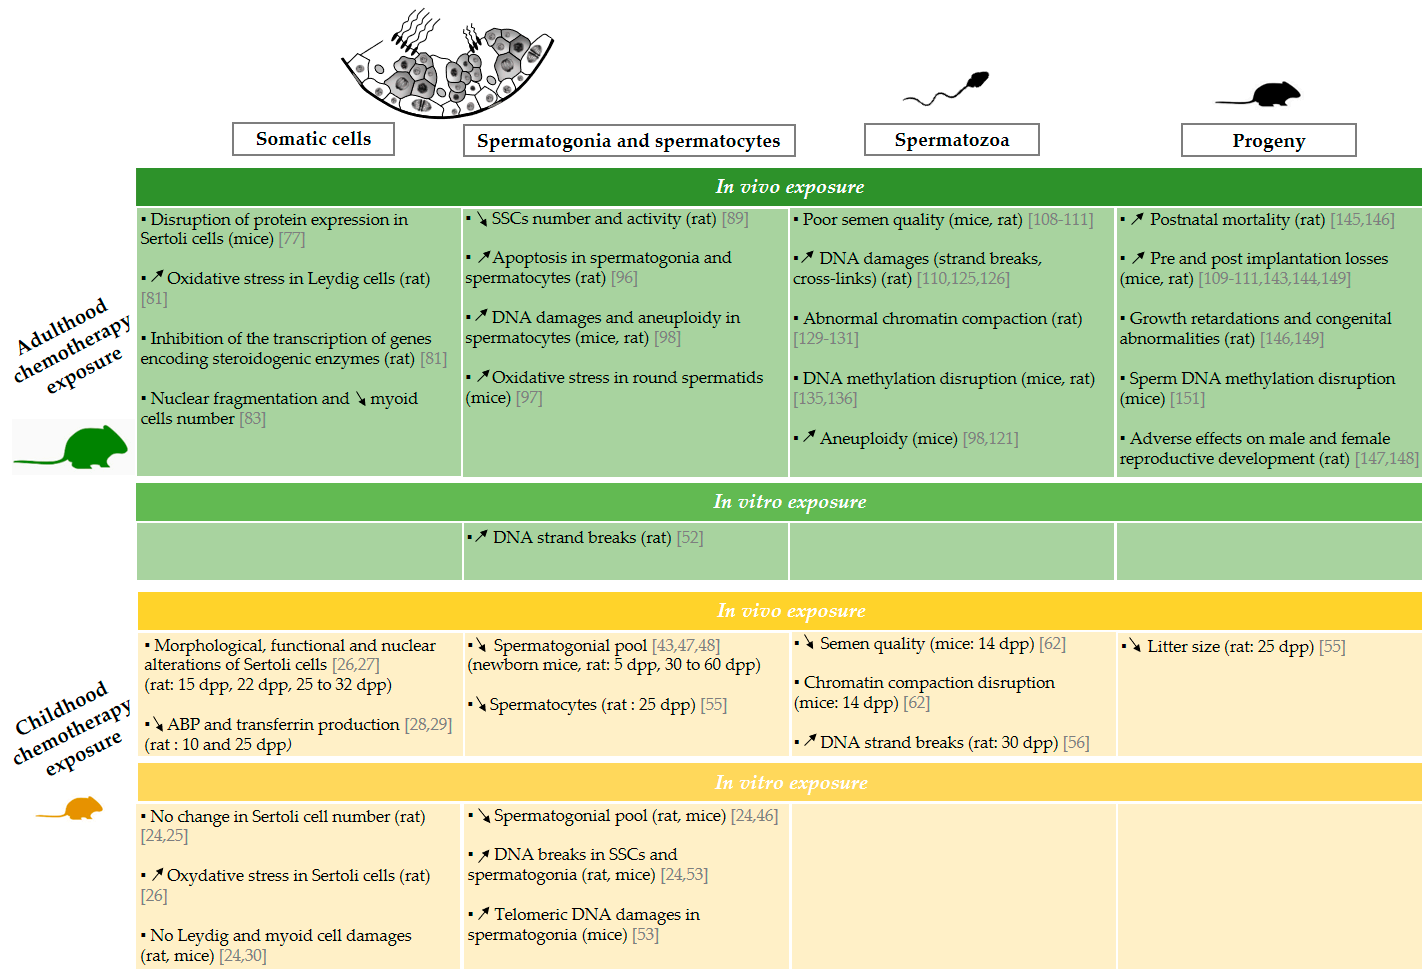 Somatic cells
Spermatogonia and spermatocytes
Spermatozoa
Progeny
Adulthood
chemotherapy
exposure
In vivo exposure
▪ Disruption of protein expression in
Sertoli cells (mice) [77]
▪ ↗ Oxidative stress in Leydig cells (rat)
[81]
▪ Inhibition of the transcription of genes
encoding steroidogenic enzymes (rat) [81]
▪ Nuclear fragmentation and ↘ myoid
cells number [83]
▪ ↘ SSCs number and activity (rat) [89]
▪ ↗ Apoptosis in spermatogonia and
spermatocytes (rat) [96]
▪ ↗ DNA damages and aneuploidy in
spermatocytes (mice, rat) [98]
▪ ↗ Oxidative stress in round spermatids
(mice) [97]
▪ Poor semen quality (mice, rat) [108-111]
▪ ↗ DNA damages (strand breaks,
cross-links) (rat) [110,125,126]
▪ Abnormal chromatin compaction (rat)
[129-131]
▪ DNA methylation disruption (mice, rat)
[135,136]
▪ ↗ Aneuploidy (mice) [98,121]
▪ ↗ Postnatal mortality (rat) [145,146]
▪ ↗ Pre and post implantation losses
(mice, rat) [109-111,143,144,149]
▪ Growth retardations and congenital
abnormalities (rat) [146,149]
▪ Sperm DNA methylation disruption
(mice) [151]
▪ Adverse effects on male and female
reproductive development (rat) [147,148]
In vitro exposure
▪ ↗ DNA strand breaks (rat) [52]
Childhood
chemotherapy
exposure
In vivo exposure
▪ Morphological, functional and nuclear
alterations of Sertoli cells [26,27]
(rat: 15 dpp, 22 dpp, 25 to 32 dpp)
▪ ↘ ABP and transferrin production [28,29]
(rat : 10 and 25 dpp)
▪ ↘ Spermatogonial pool [43,47,48]
(newborn mice, rat: 5 dpp, 30 to 60 dpp)
▪ ↘ Spermatocytes (rat : 25 dpp) [55]
▪ ↘ Semen quality (mice: 14 dpp) [62]
▪ Chromatin compaction disruption
(mice: 14 dpp) [62]
▪ ↗ DNA strand breaks (rat: 30 dpp) [56]
▪ ↘ Litter size (rat: 25 dpp) [55]
In vitro exposure
▪ No change in Sertoli cell number (rat)
[24,25]
▪ ↗ Oxydative stress in Sertoli cells (rat)
[26]
▪ No Leydig and myoid cell damages
(rat, mice) [24,30]
▪ ↘ Spermatogonial pool (rat, mice) [24,46]
▪ ↗ DNA breaks in SSCs and
spermatogonia (rat, mice) [24,53]
▪ ↗ Telomeric DNA damages in
spermatogonia (mice) [53]